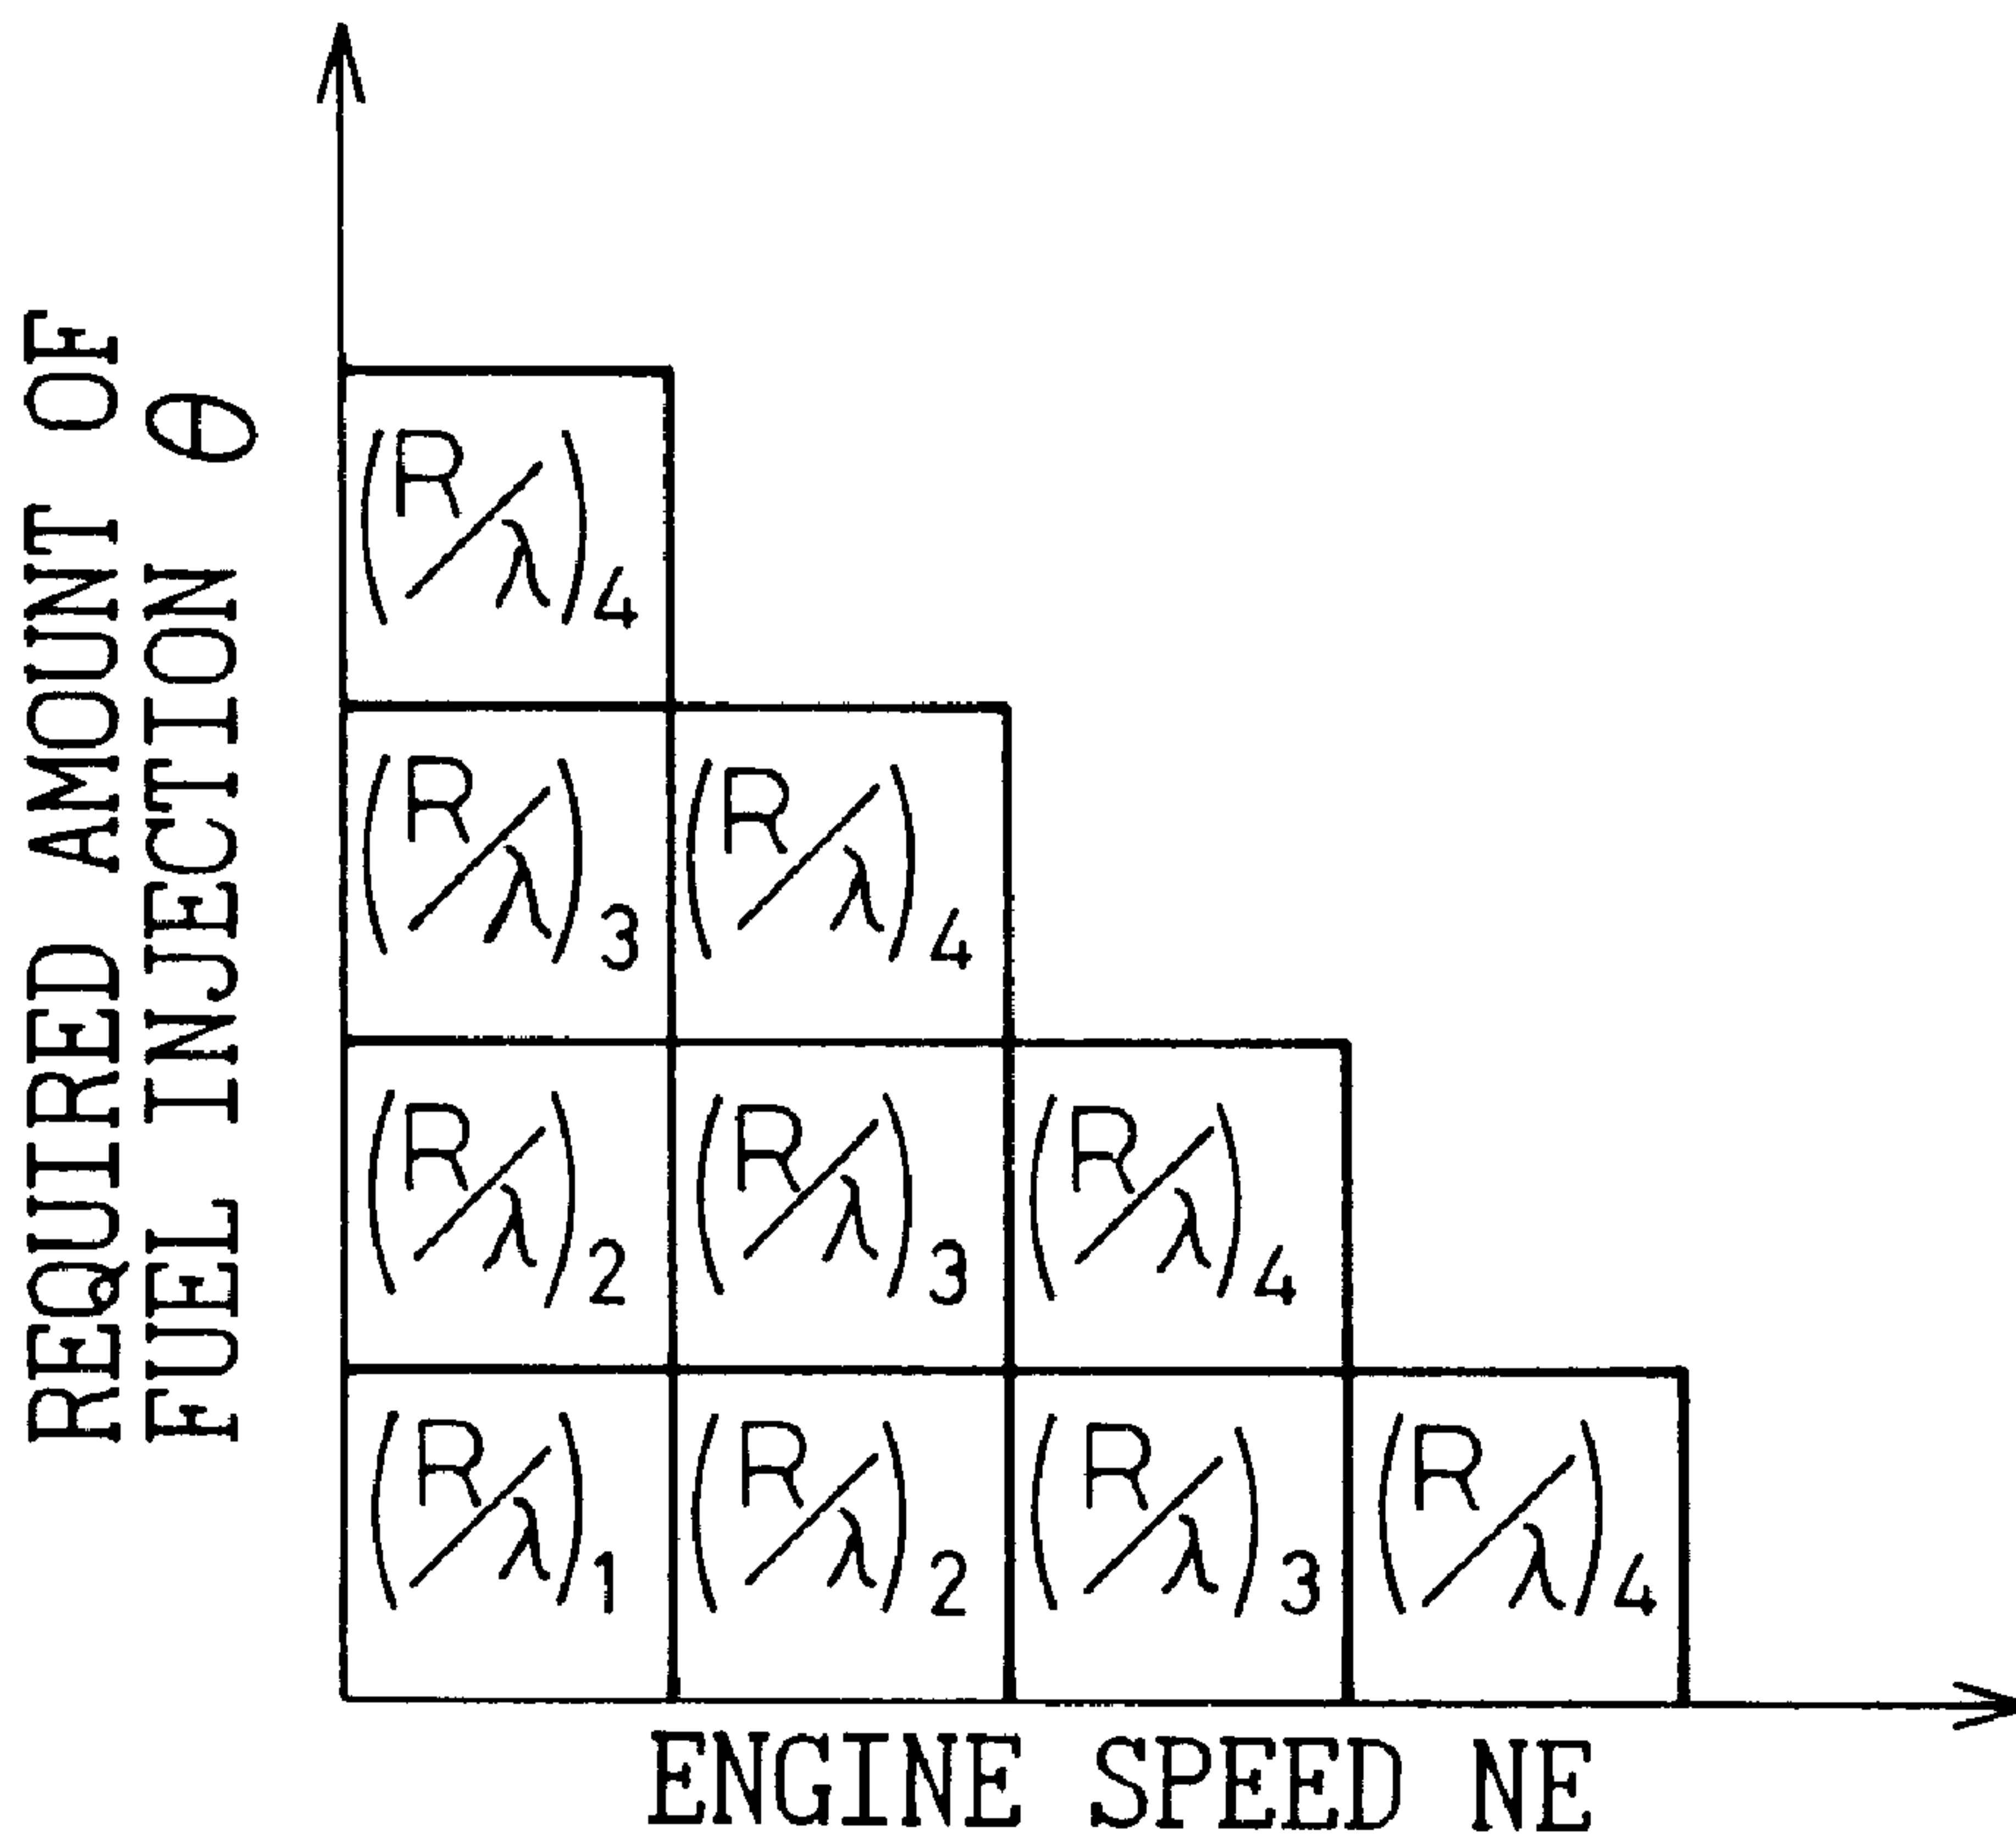 REQUIRED AMOUNT OF
FUEL INJECTION θ
(R/λ)4
(R/λ)3 (R/λ)4
(R/λ)2 (R/λ)3 (R/λ)4
(R/λ)1 (R/λ)2 (R/λ)3 (R/λ)4
ENGINE SPEED NE